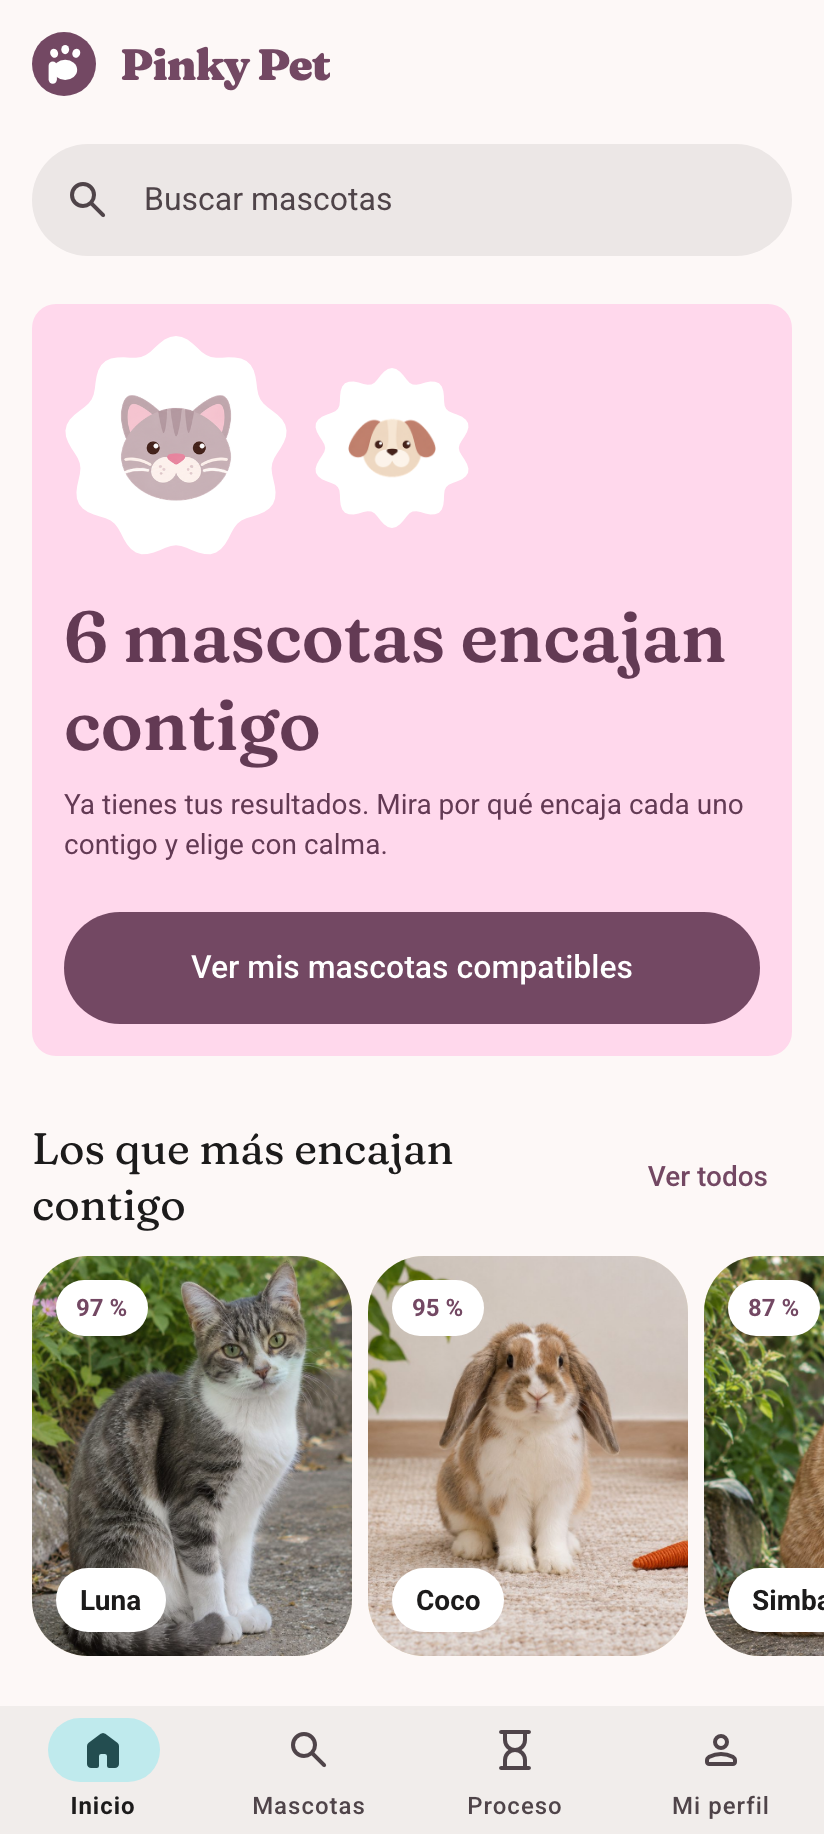 Pinky Pet
Buscar mascotas
6 mascotas encajan
contigo
Ya tienes tus resultados. Mira por qué encaja cada uno
contigo y elige con calma.
Ver mis mascotas compatibles
Los que más encajan
contigo
Ver todos
97 %
95 %
87 %
Luna
Coco
Simba
Inicio
Mascotas
Proceso
Mi perfil